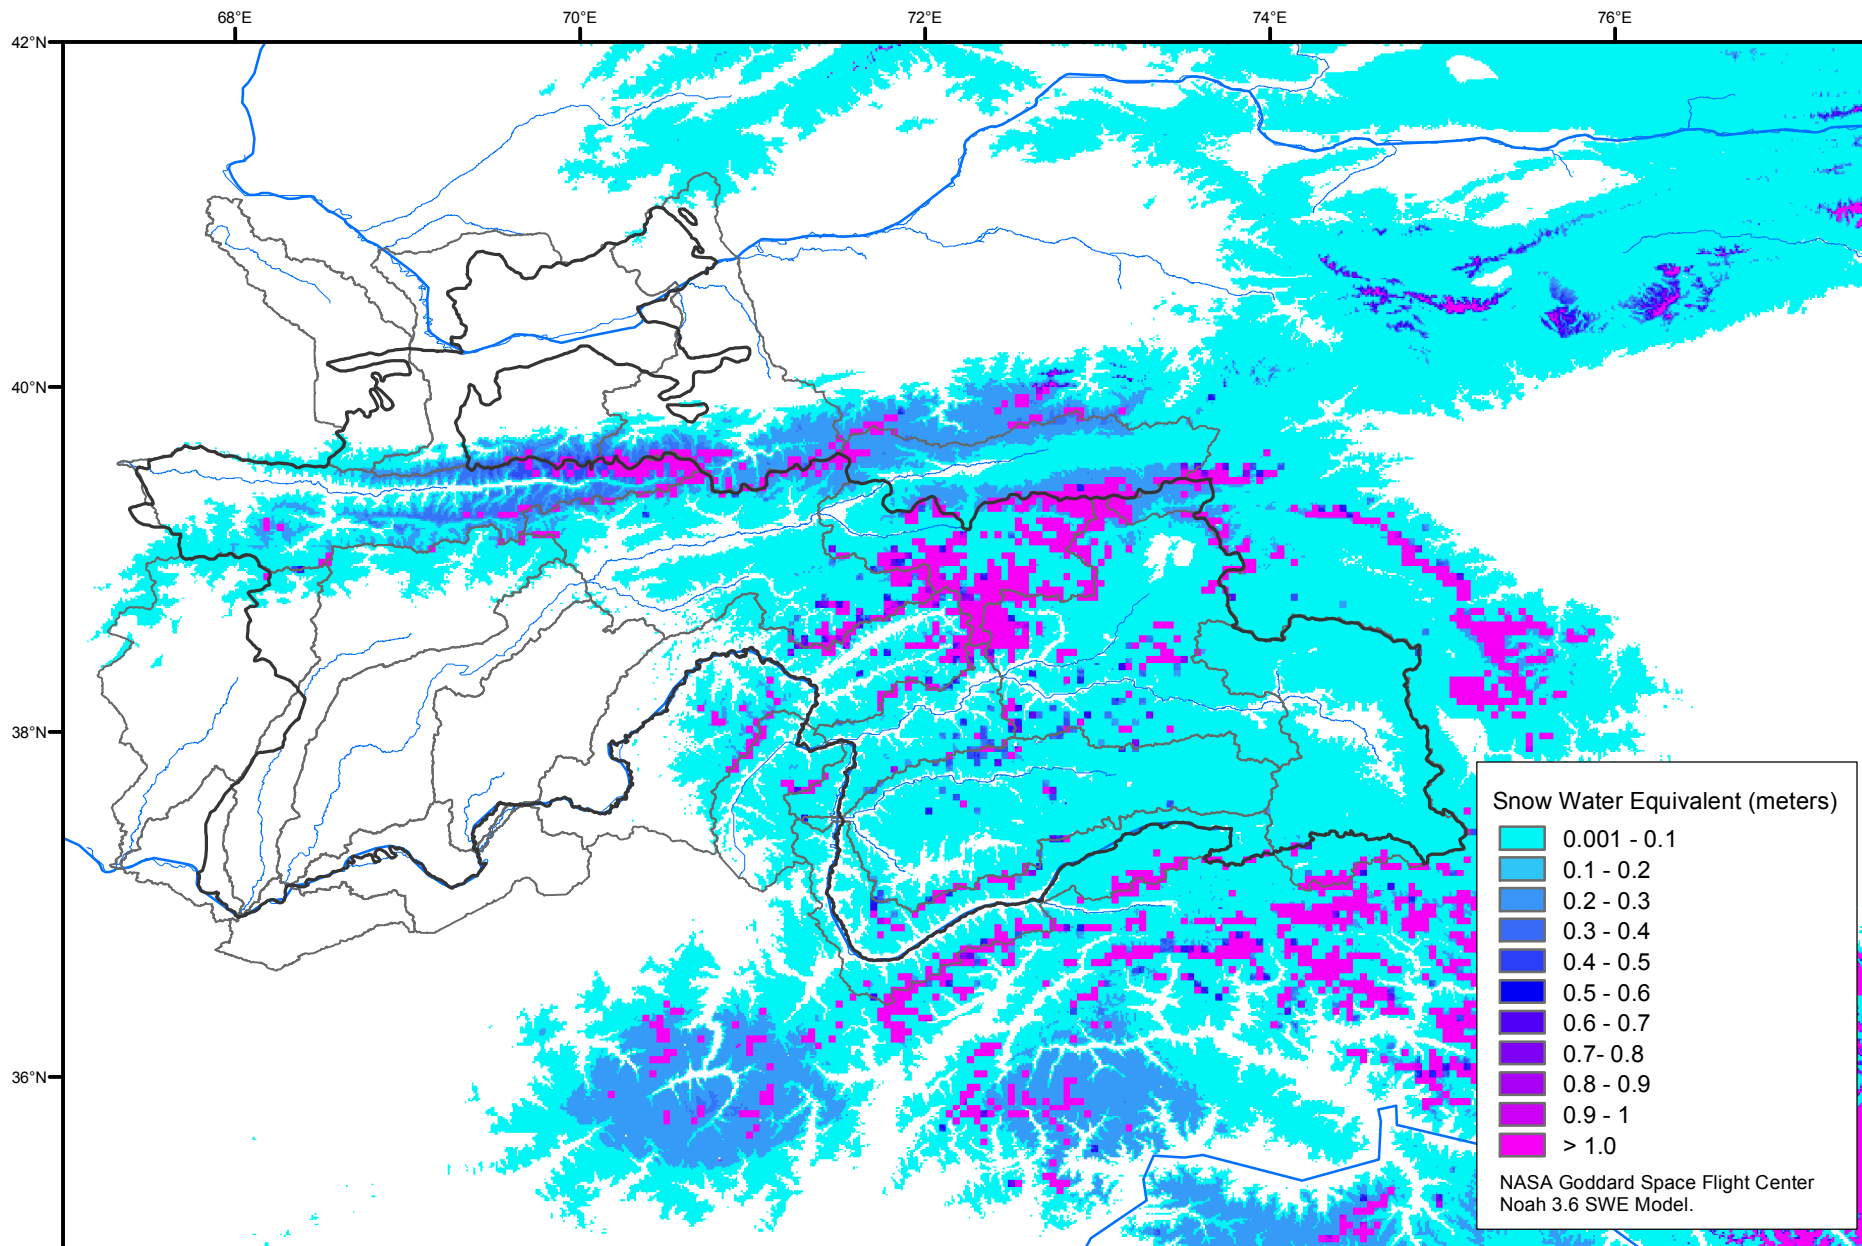 68°E 70°E 72°E 74°E 76°E
42°N
40°N
38°N
36°N
Snow Water Equivalent (meters)
0.001 - 0.1
0.1 - 0.2
0.2 - 0.3
0.3 - 0.4
0.4 - 0.5
0.5 - 0.6
0.6 - 0.7
0.7- 0.8
0.8 - 0.9
0.9 - 1
> 1.0
NASA Goddard Space Flight Center
Noah 3.6 SWE Model.